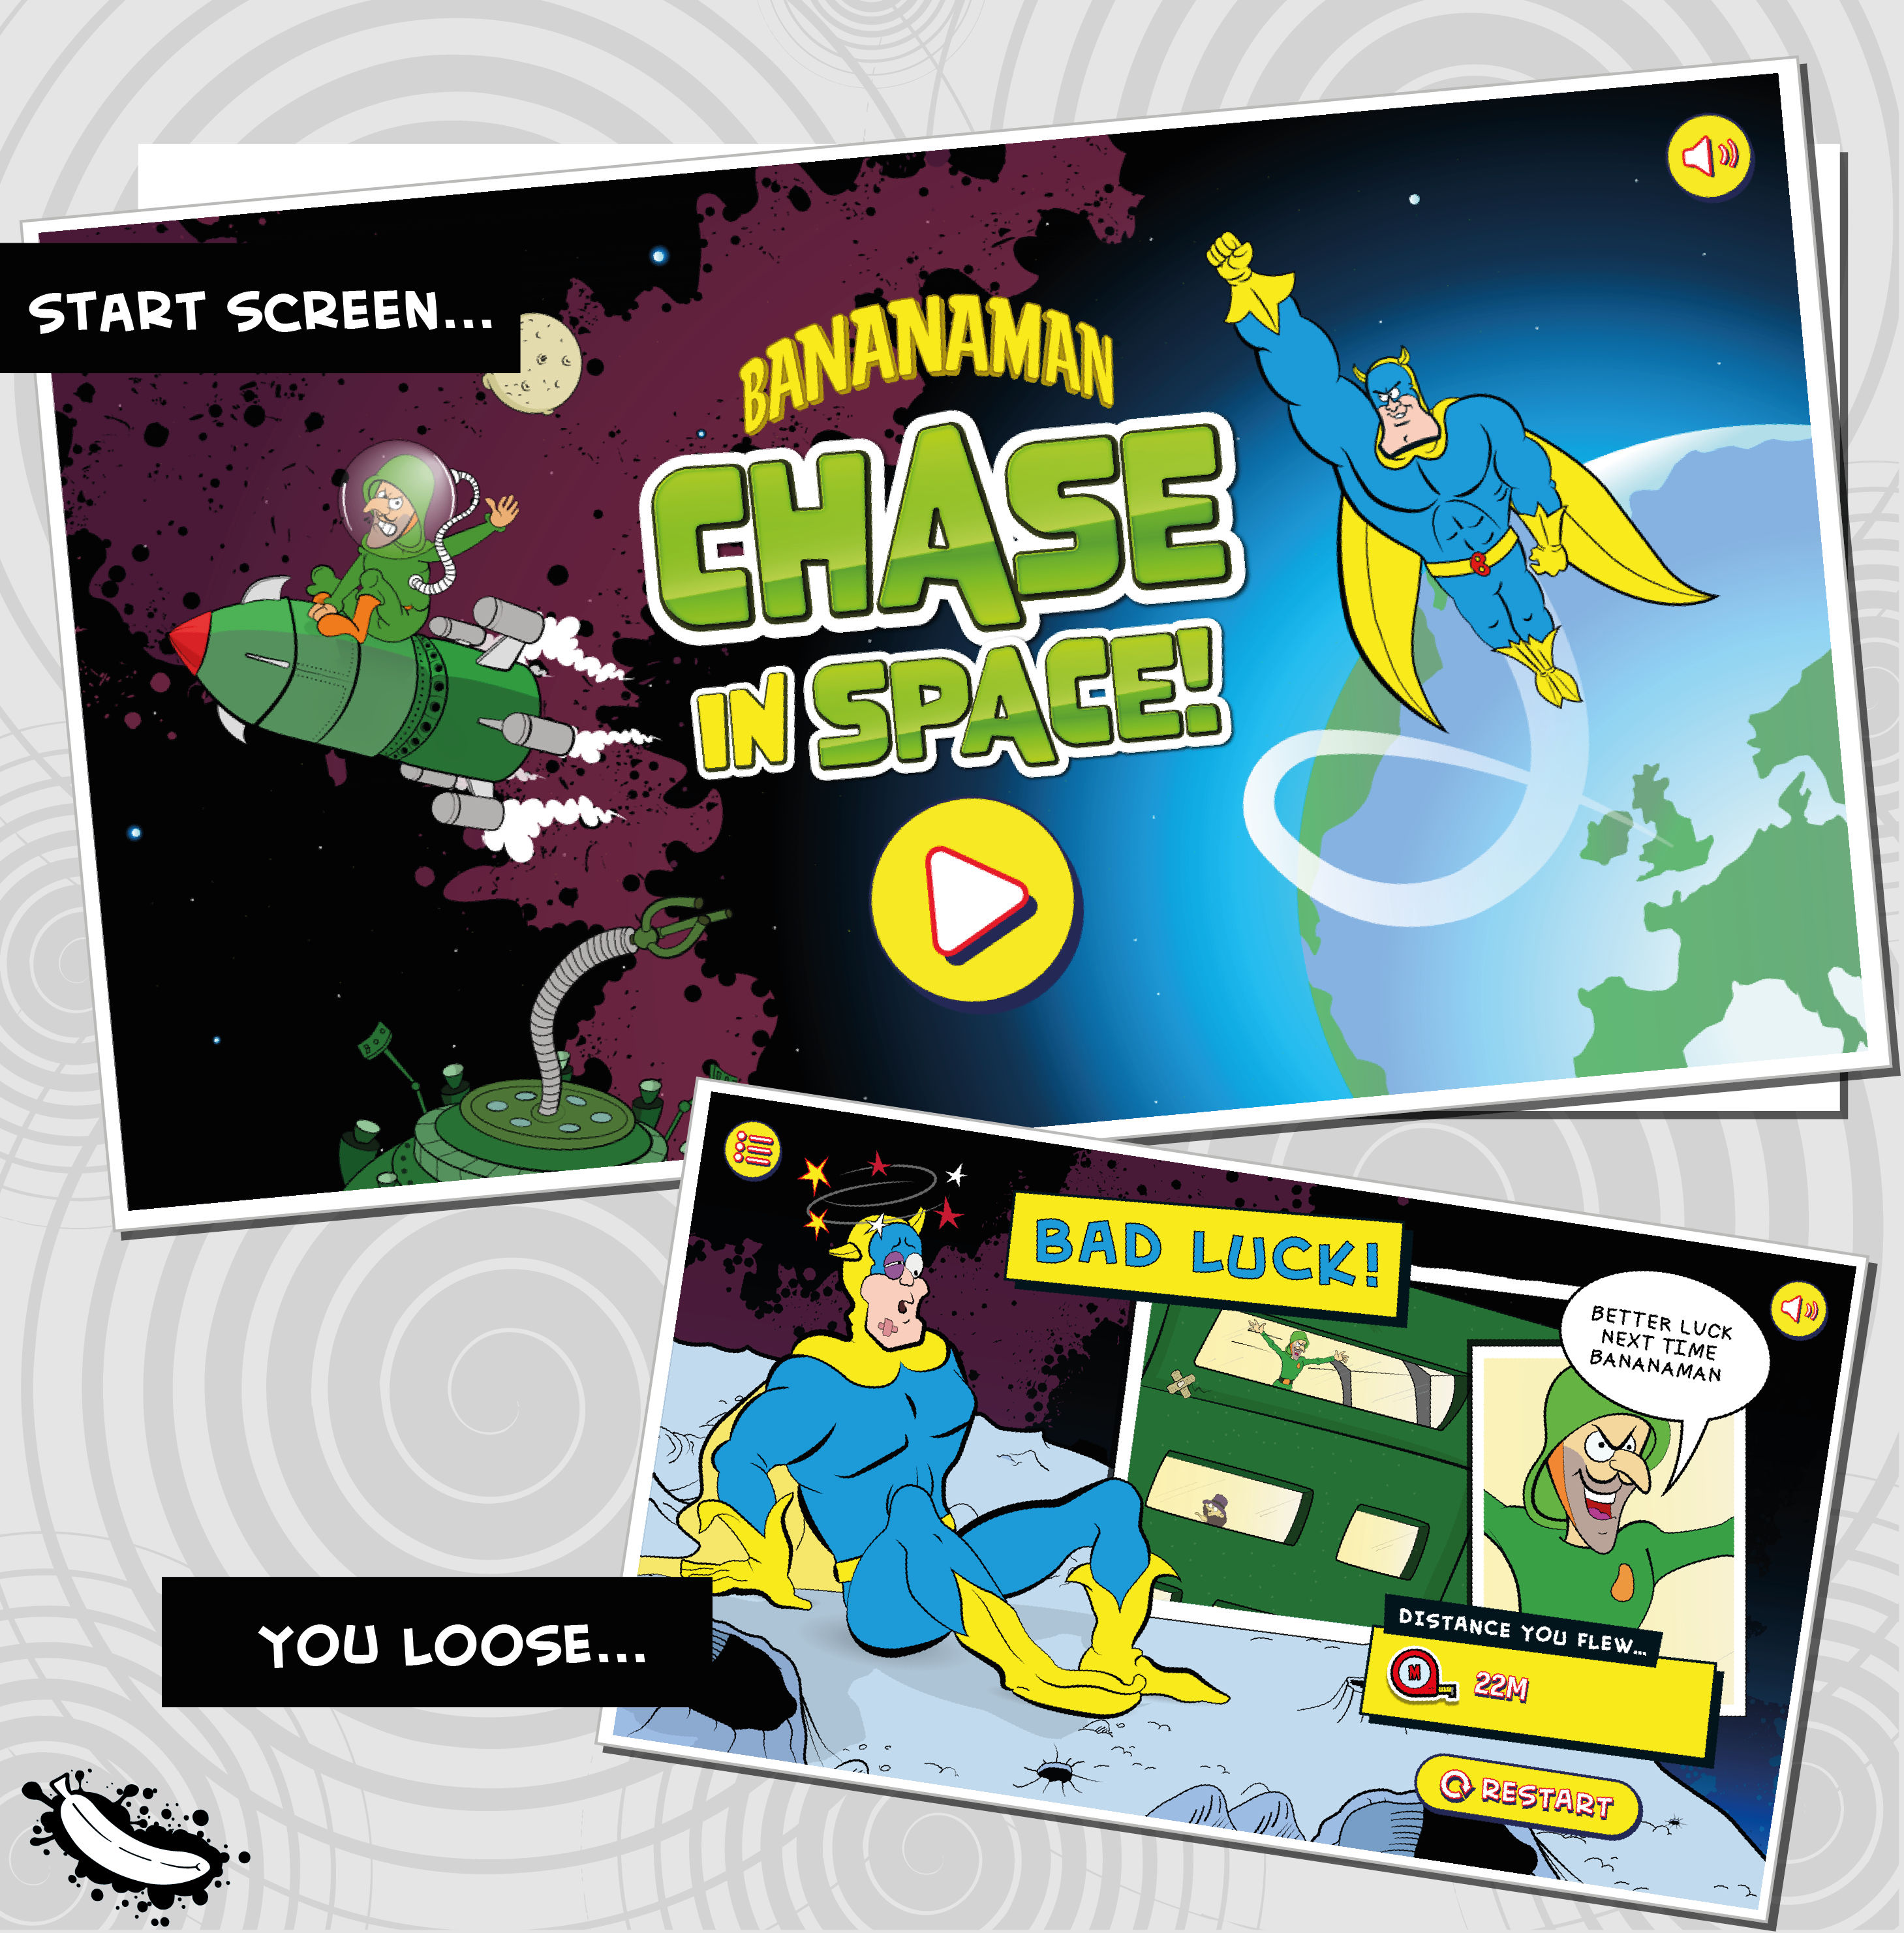 START SCREEN...
BANANAMAN
CHASE
IN SPACE!
BAD LUCK!
BETTER LUCK
NEXT TIME
BANANAMAN
YOU LOOSE...
DISTANCE YOU FLEW...
M
22M
RESTART